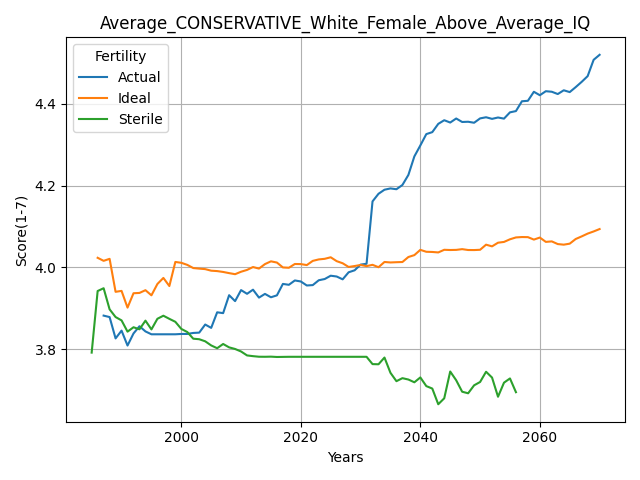 Average_CONSERVATIVE_White_Female_Above_Average_IQ
Fertility
Actual
Ideal
Sterile
Score(1-7)
4.4
4.2
4.0
3.8
2000
2020
2040
2060
Years